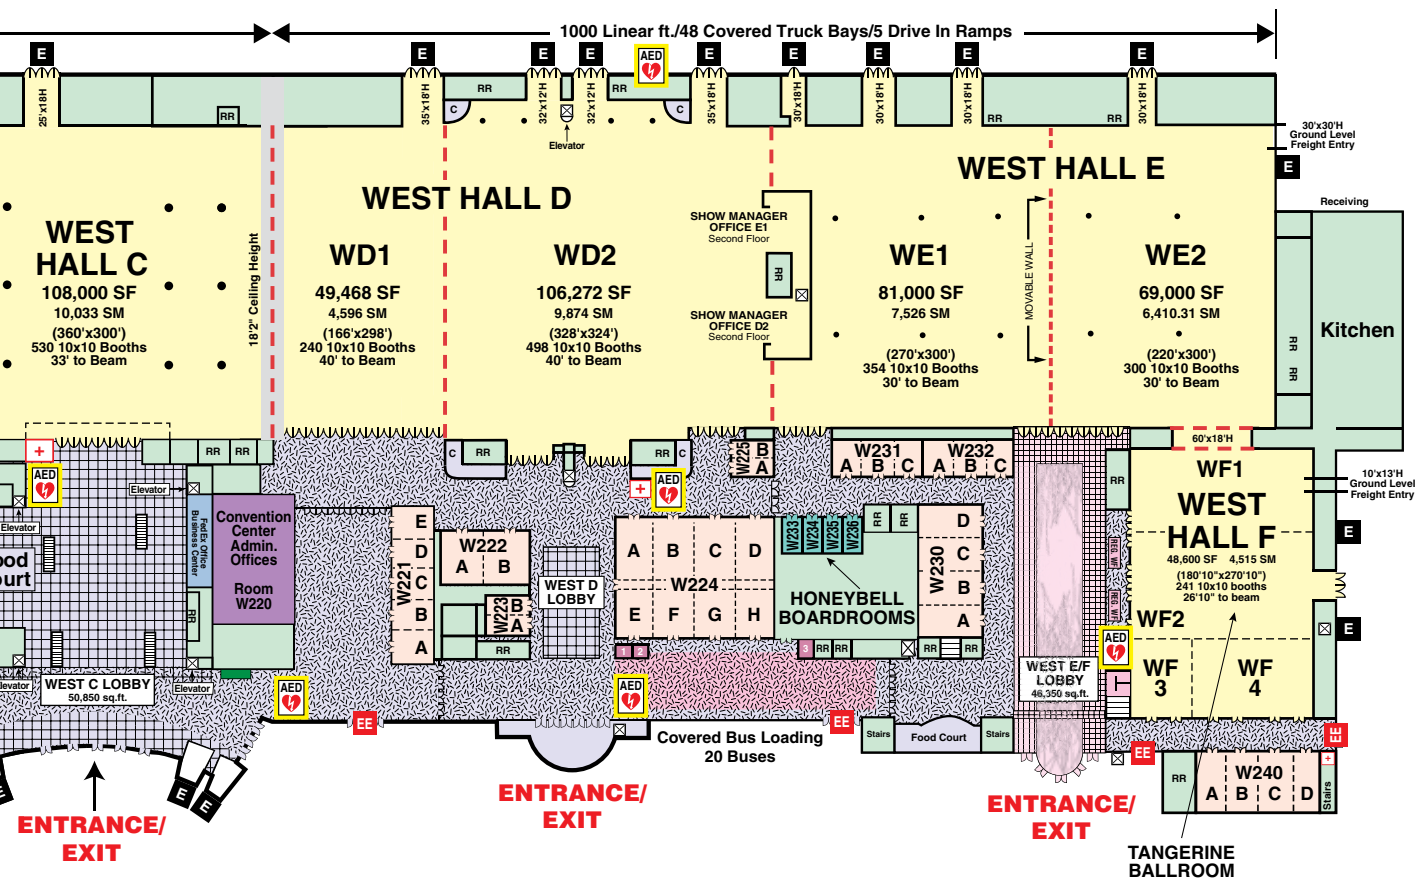 1000 Linear ft./48 Covered Truck Bays/5 Drive In Ramps
E
E
E
E
AED
E
E
E
E
E
25'x18'H
RR
35'x18'H
C
RR
32'x12'H
32'x12'H
RR
C
35'x18'H
30'x18'H
30'x18'H
30'x18'H
RR
RR
30'x18'H
Elevator
30'x30'H
Ground Level
Freight Entry
E
Receiving
WEST
HALL C
108,000 SF
10,033 SM
(360'x300')
530 10x10 Booths
33' to Beam
18'2" Ceiling Height
WEST HALL D
WD1
49,468 SF
4,596 SM
(166'x298')
240 10x10 Booths
40' to Beam
WD2
106,272 SF
9,874 SM
(328'x324')
498 10x10 Booths
40' to Beam
SHOW MANAGER
OFFICE E1
Second Floor
RR
SHOW MANAGER
OFFICE D2
Second Floor
WEST HALL E
WE1
81,000 SF
7,526 SM
(270'x300')
354 10x10 Booths
30' to Beam
MOVABLE WALL
WE2
69,000 SF
6,410.31 SM
(220'x300')
300 10x10 Booths
30' to Beam
RR
RR
Kitchen
60'x18'H
10'x13'H
Ground Level
Freight Entry
E
E
+
AED
RR
RR
Elevator
Elevator
ood
ourt
FedEx Office
Business Center
RR
Convention
Center
Admin.
Offices
Room
W220
levator
WEST C LOBBY
50,850 sq.ft.
Elevator
AED
EE
C
RR
RR
C
+
AED
W225
B
A
W231
A B C
W232
A B C
W221
E
D
C
B
A
W222
A B
W223
B
A
RR
WEST D
LOBBY
A B C D
W224
E F G H
1 2
AED
W233
W234
W235
W236
RR
RR
HONEYBELL
BOARDROOMS
3
RR
RR
W230
D
C
B
A
RR
RR
EE
Stairs
Food Court
Stairs
Covered Bus Loading
20 Buses
WEST E/F
LOBBY
46,350 sq.ft.
RR
REG. WF
REG. WF
AED
WF1
WEST
HALL F
48,600 SF 4,515 SM
(180'10"x270'10")
241 10x10 booths
26'10" to beam
WF2
WF
3
WF
4
EE
EE
RR
W240
A B C D
+
Stairs
TANGERINE
BALLROOM
E
E
E
ENTRANCE/
EXIT
ENTRANCE/
EXIT
ENTRANCE/
EXIT